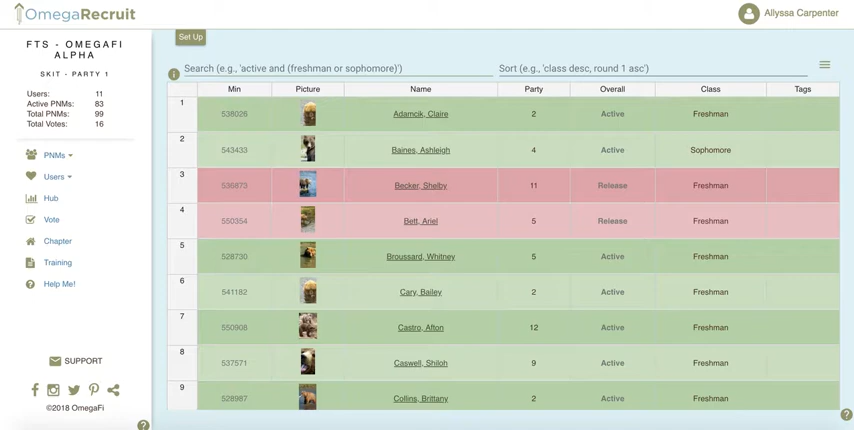 OmegaRecruit
Allyssa Carpenter
FTS - OMEGAFI
ALPHA
SKIT - PARTY 1
Users: 11
Active PNMs: 83
Total PNMs: 99
Total Votes: 16
PNMs
Users
Hub
Vote
Chapter
Training
Help Me!
SUPPORT
©2018 OmegaFi
Set Up
Search (e.g., 'active and (freshman or sophomore)') Sort (e.g., 'class desc, round 1 asc')
Min Picture Name Party Overall Class Tags
1 538026 Adamcik, Claire 2 Active Freshman
2 543433 Baines, Ashleigh 4 Active Sophomore
3 536873 Becker, Shelby 11 Release Freshman
4 550354 Bett, Ariel 5 Release Freshman
5 528730 Broussard, Whitney 5 Active Freshman
6 541182 Cary, Bailey 2 Active Freshman
7 550908 Castro, Afton 12 Active Freshman
8 537571 Caswell, Shiloh 9 Active Freshman
9 528987 Collins, Brittany 2 Active Freshman